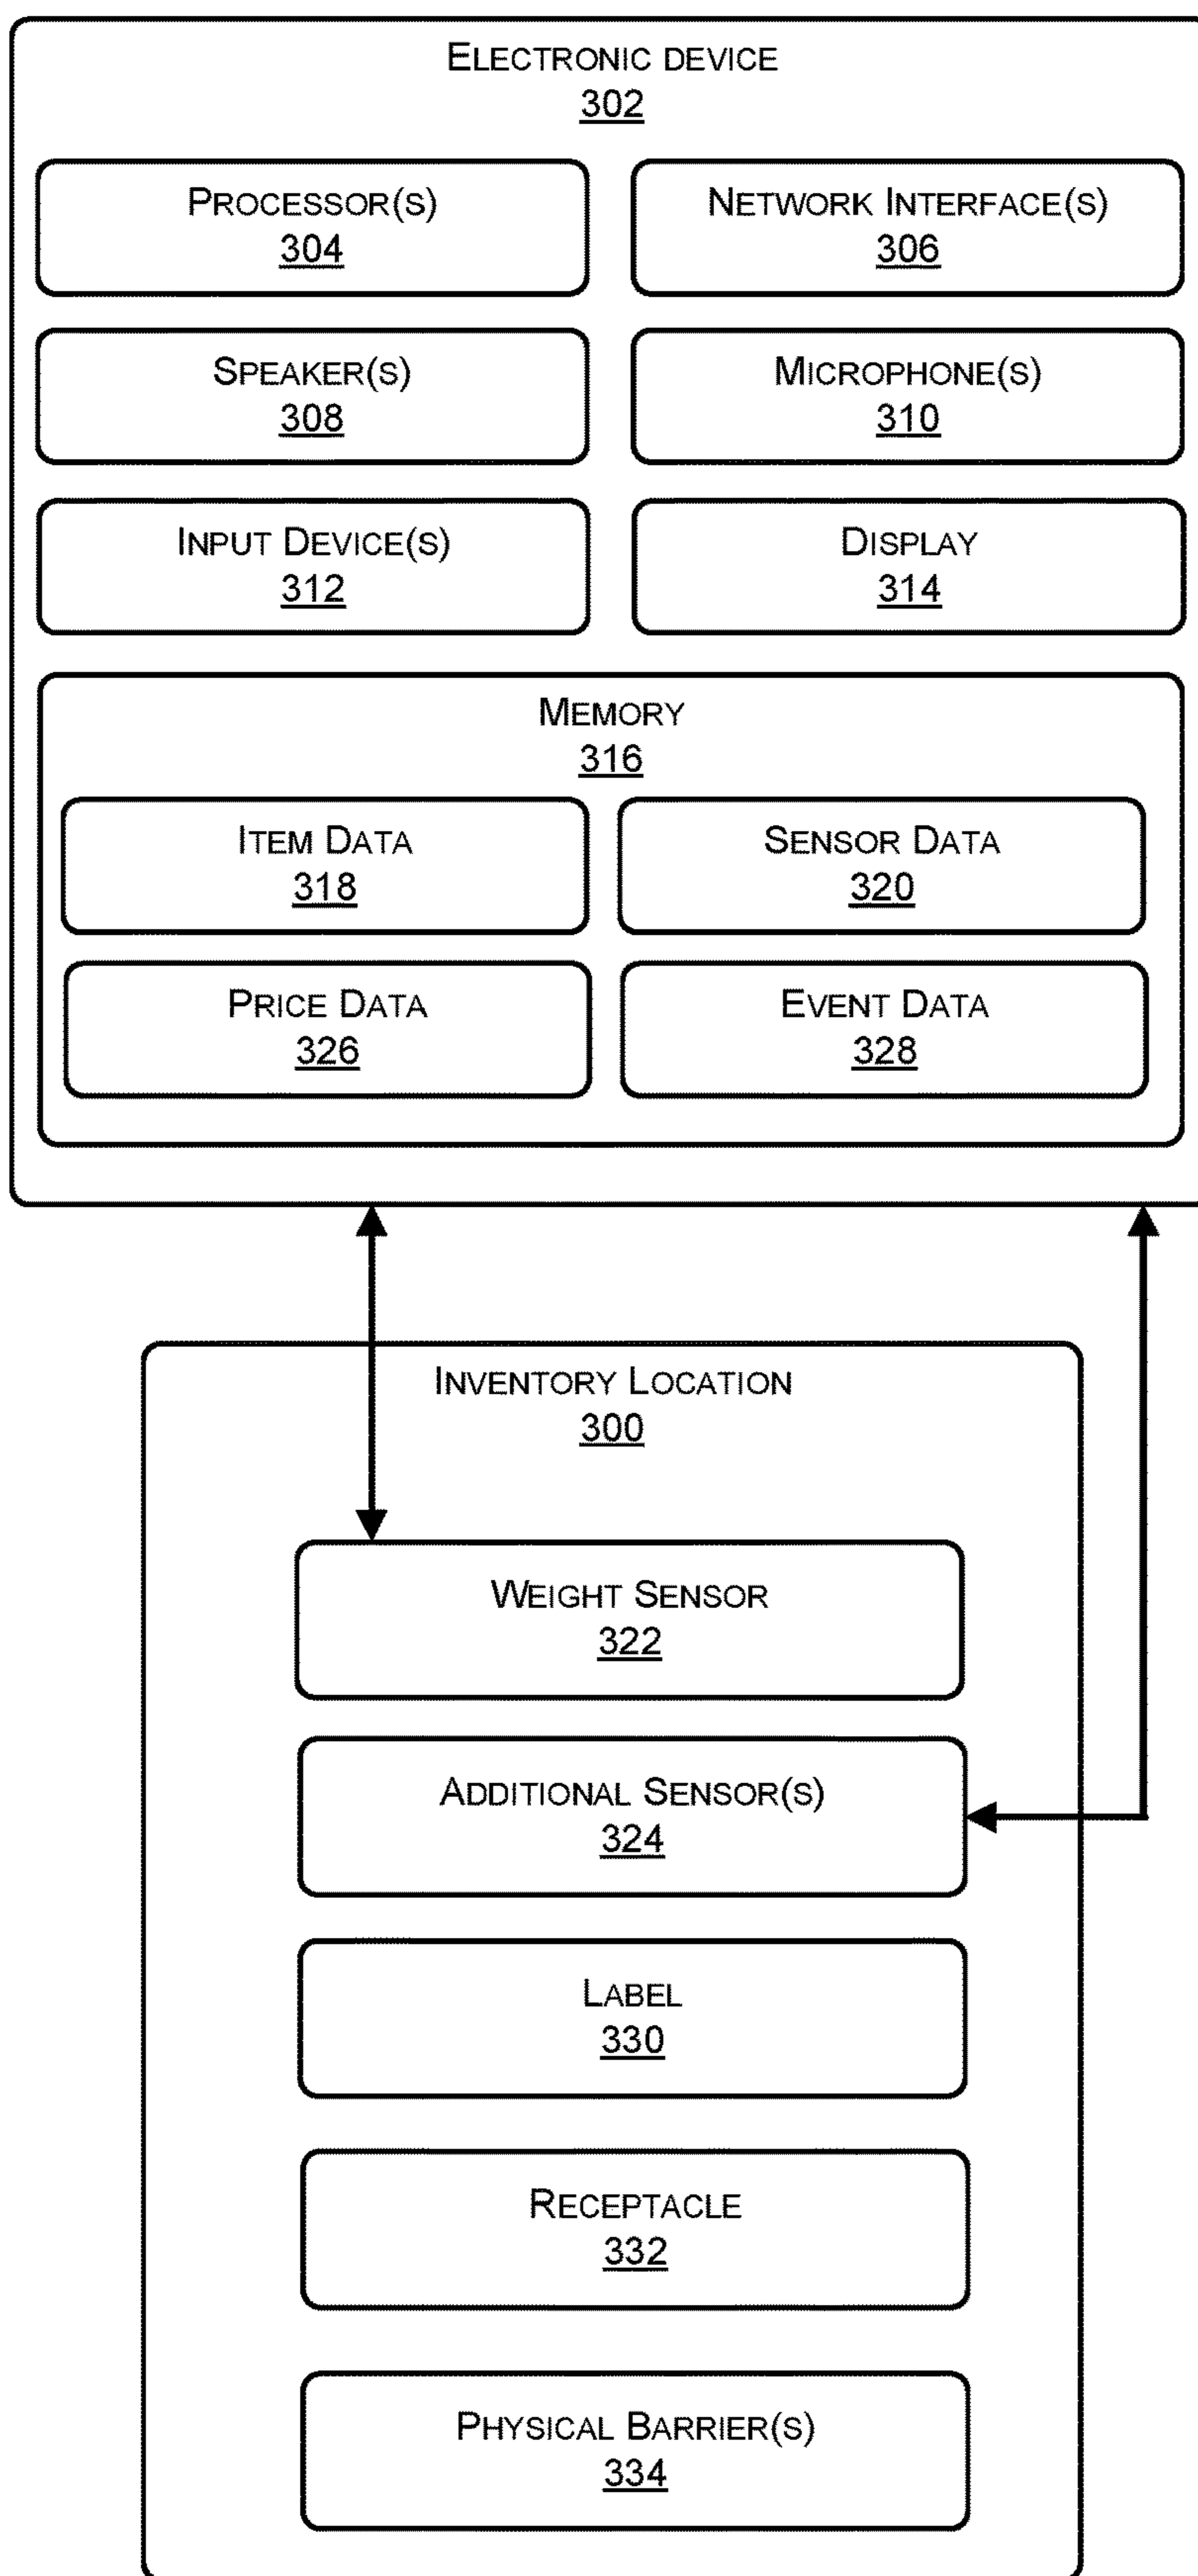 ELECTRONIC DEVICE
302
PROCESSOR(S)
304
NETWORK INTERFACE(S)
306
SPEAKER(S)
308
MICROPHONE(S)
310
INPUT DEVICE(S)
312
DISPLAY
314
MEMORY
316
ITEM DATA
318
SENSOR DATA
320
PRICE DATA
326
EVENT DATA
328
INVENTORY LOCATION
300
WEIGHT SENSOR
322
ADDITIONAL SENSOR(S)
324
LABEL
330
RECEPTACLE
332
PHYSICAL BARRIER(S)
334